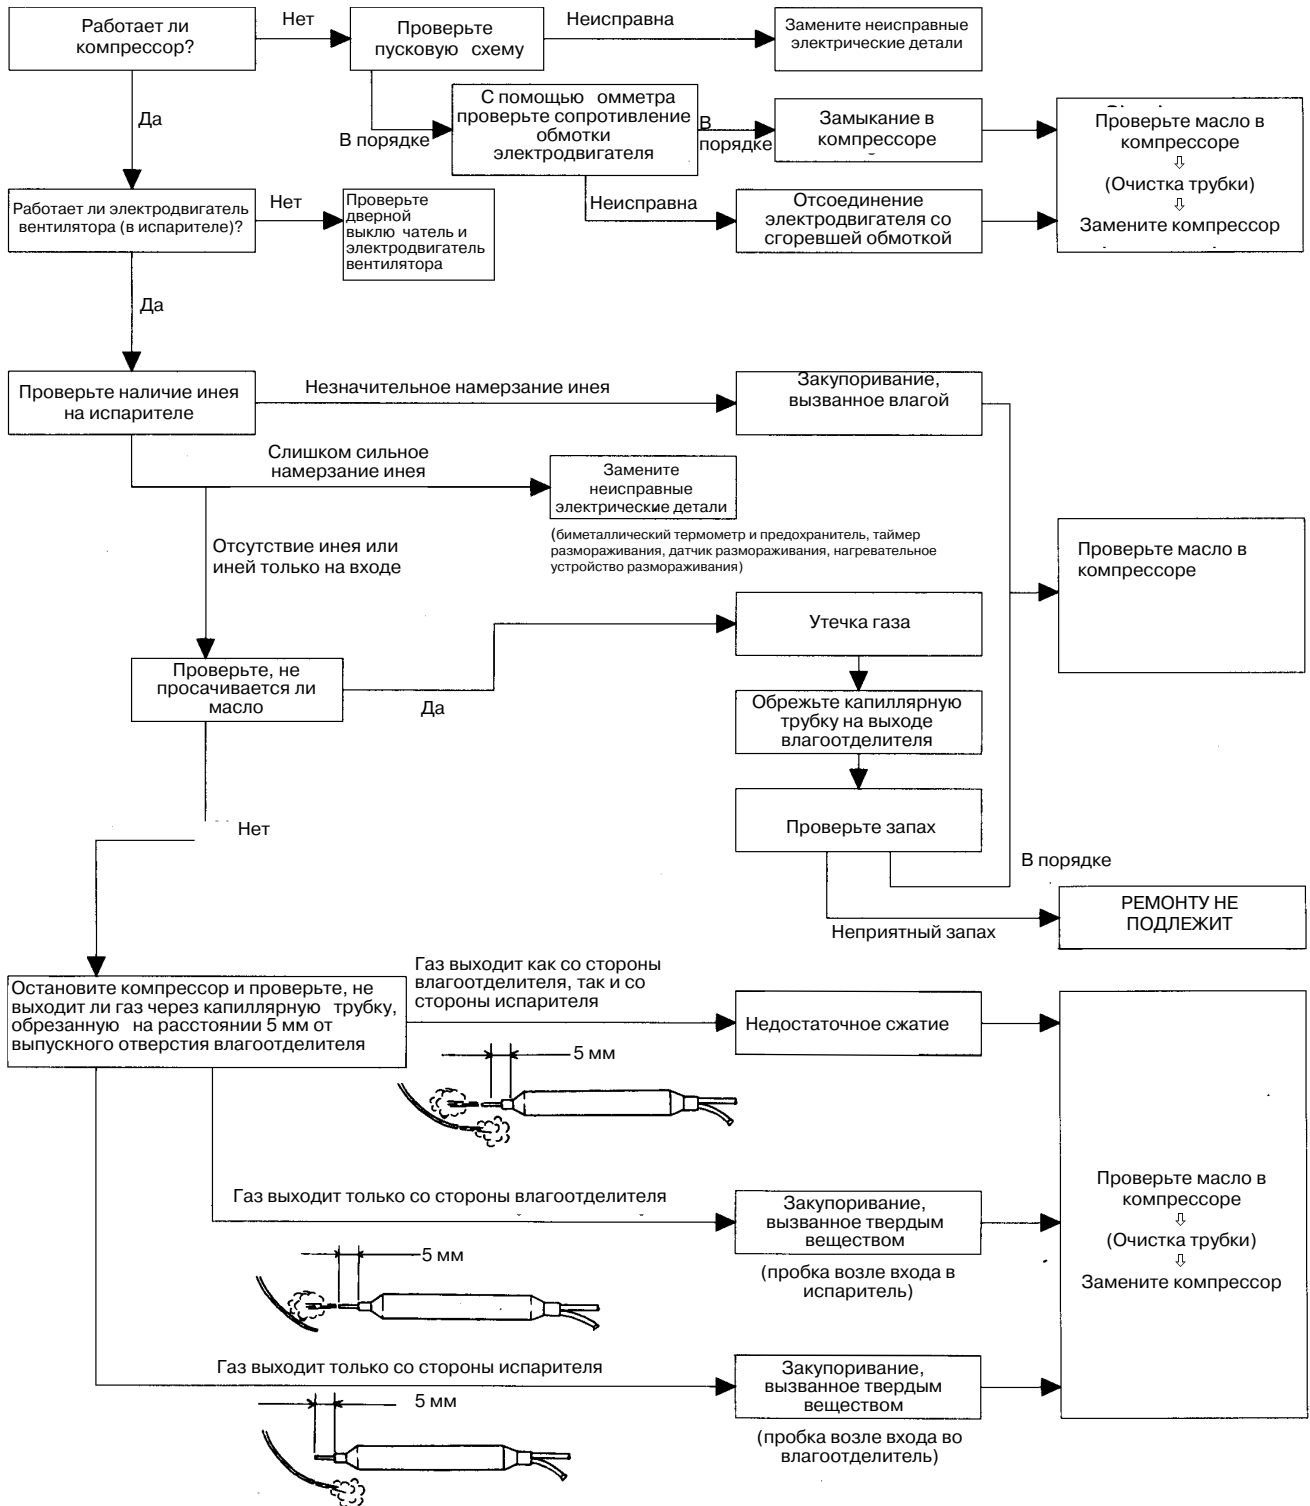 Работает ли
компрессор?
Нет
Проверьте
пусковую схему
Неисправна
Замените неисправные
электрические детали
Да
В порядке
С помощью омметра
проверьте сопротивление
обмотки
электродвигателя
В
порядке
Замыкание в
компрессоре
Проверьте масло в
компрессоре
⇩
(Очистка трубки)
⇩
Замените компрессор
Неисправна
Отсоединение
электродвигателя со
сгоревшей обмоткой
Работает ли электродвигатель
вентилятора (в испарителе)?
Нет
Проверьте
дверной
выклю чатель и
электродвигатель
вентилятора
Да
Проверьте наличие инея
на испарителе
Незначительное намерзание инея
Закупоривание,
вызванное влагой
Слишком сильное
намерзание инея
Замените
неисправные
электрические детали
(биметаллический термометр и предохранитель, таймер
размораживания, датчик размораживания, нагревательное
устройство размораживания)
Отсутствие инея или
иней только на входе
Проверьте масло в
компрессоре
Утечка газа
Проверьте, не
просачивается ли
масло
Да
Обрежьте капиллярную
трубку на выходе
влагоотделителя
Проверьте запах
Нет
В порядке
Неприятный запах
РЕМОНТУ НЕ
ПОДЛЕЖИТ
Остановите компрессор и проверьте, не
выходит ли газ через капиллярную трубку,
обрезанную на расстоянии 5 мм от
выпускного отверстия влагоотделителя
Газ выходит как со стороны
влагоотделителя, так и со
стороны испарителя
Недостаточное сжатие
5 мм
Газ выходит только со стороны влагоотделителя
Закупоривание,
вызванное твердым
веществом
(пробка возле входа в
испаритель)
5 мм
Проверьте масло в
компрессоре
⇩
(Очистка трубки)
⇩
Замените компрессор
Газ выходит только со стороны испарителя
Закупоривание,
вызванное твердым
веществом
(пробка возле входа во
влагоотделитель)
5 мм